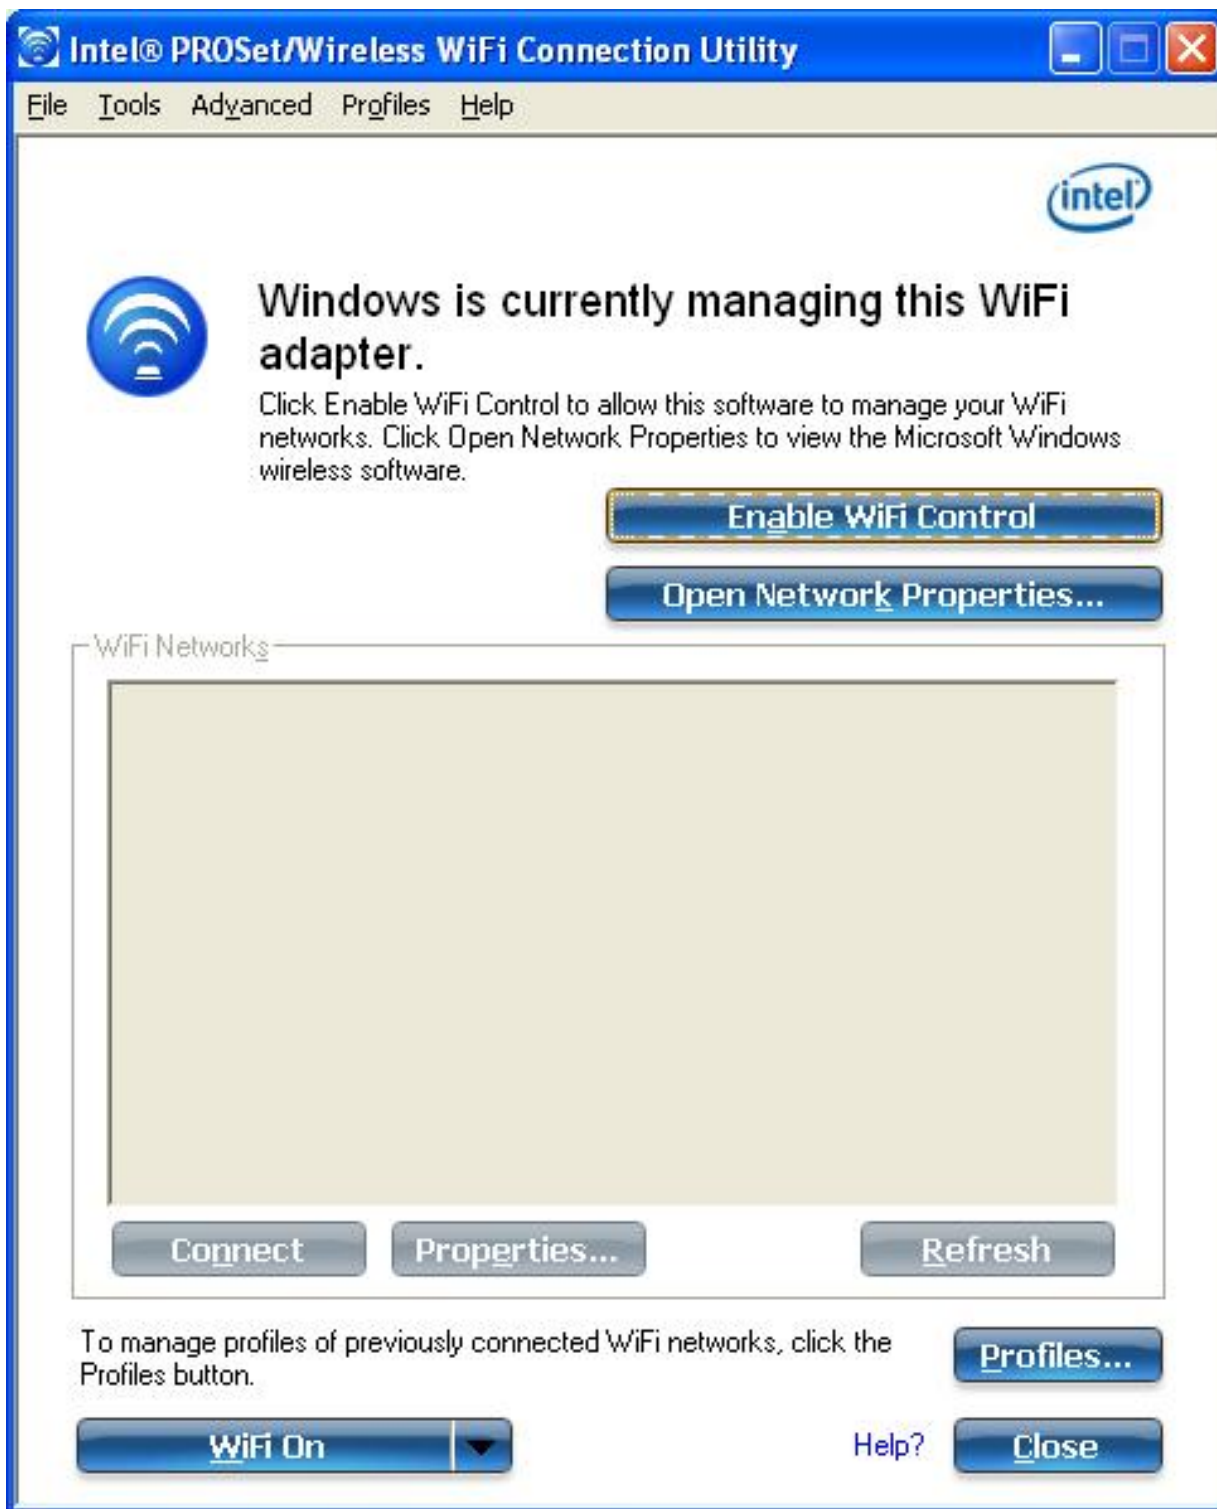 Intel® PROSet/Wireless WiFi Connection Utility
File Tools Advanced Profiles Help
intel
Windows is currently managing this WiFi
adapter.
Click Enable WiFi Control to allow this software to manage your WiFi
networks. Click Open Network Properties to view the Microsoft Windows
wireless software.
Enable WiFi Control
Open Network Properties...
WiFi Networks
Connect Properties... Refresh
To manage profiles of previously connected WiFi networks, click the
Profiles button.
Profiles...
WiFi On Help? Close